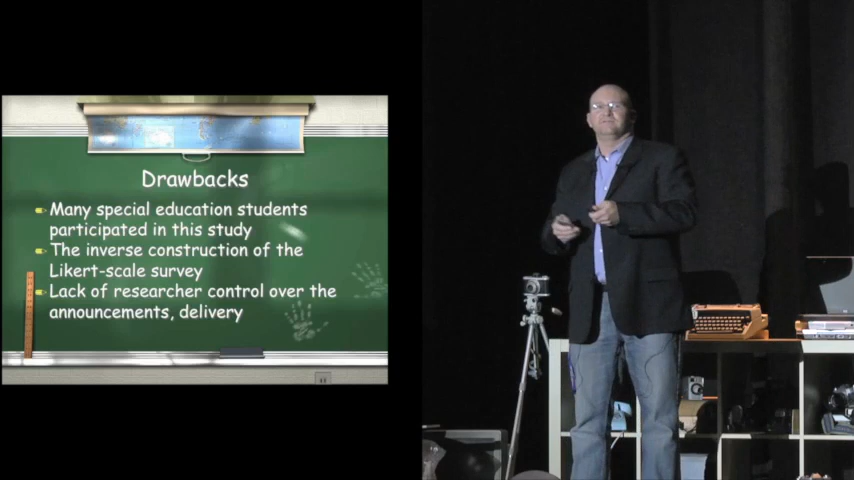 Drawbacks
Many special education students
participated in this study
The inverse construction of the
Likert-scale survey
Lack of researcher control over the
announcements, delivery